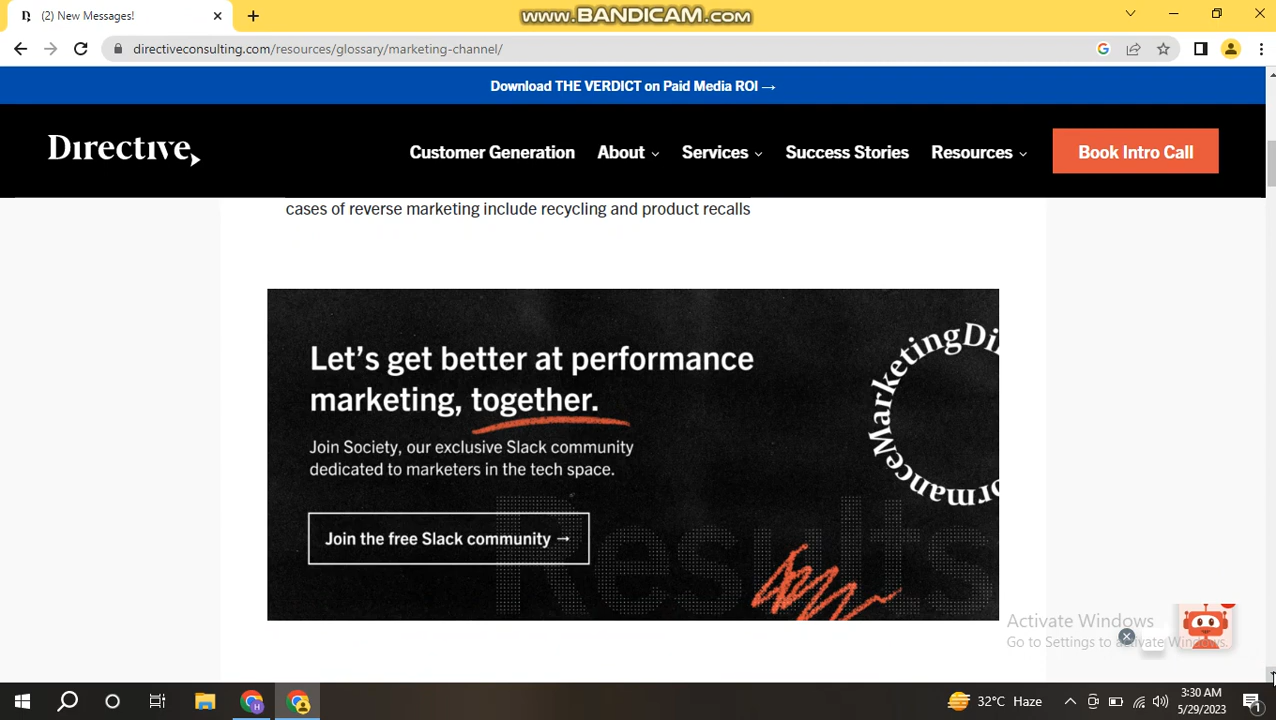 (2) New Messages!
www.BANDICAM.com
directiveconsulting.com/resources/glossary/marketing-channel/
Download THE VERDICT on Paid Media ROI →
Directive
Customer Generation
About
Services
Success Stories
Resources
Book Intro Call
cases of reverse marketing include recycling and product recalls
Let's get better at performance
marketing, together.
Join Society, our exclusive Slack community
dedicated to marketers in the tech space.
Join the free Slack community →
Results
Marketing
Activate Windows
Go to Settings to activate Windows.
32°C Haze
3:30 AM
5/29/2023
1